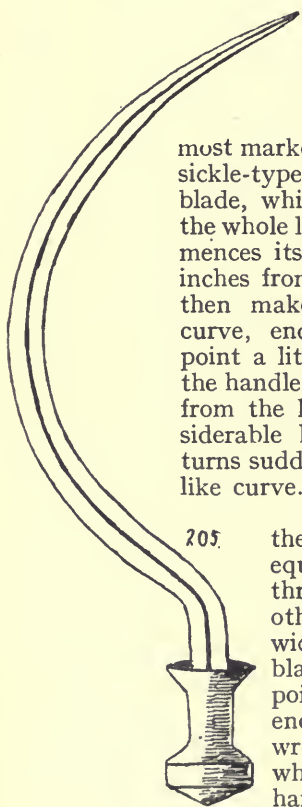 most marke
sickle-type
blade, whi
the whole l
mences its
inches fron
then make
curve, enc
point a lit
the handle
from the l
siderable l
turns sudd
like curve.
205. the
equ
thr
oth
wic
bla
poi
enc
wr
wh
hai